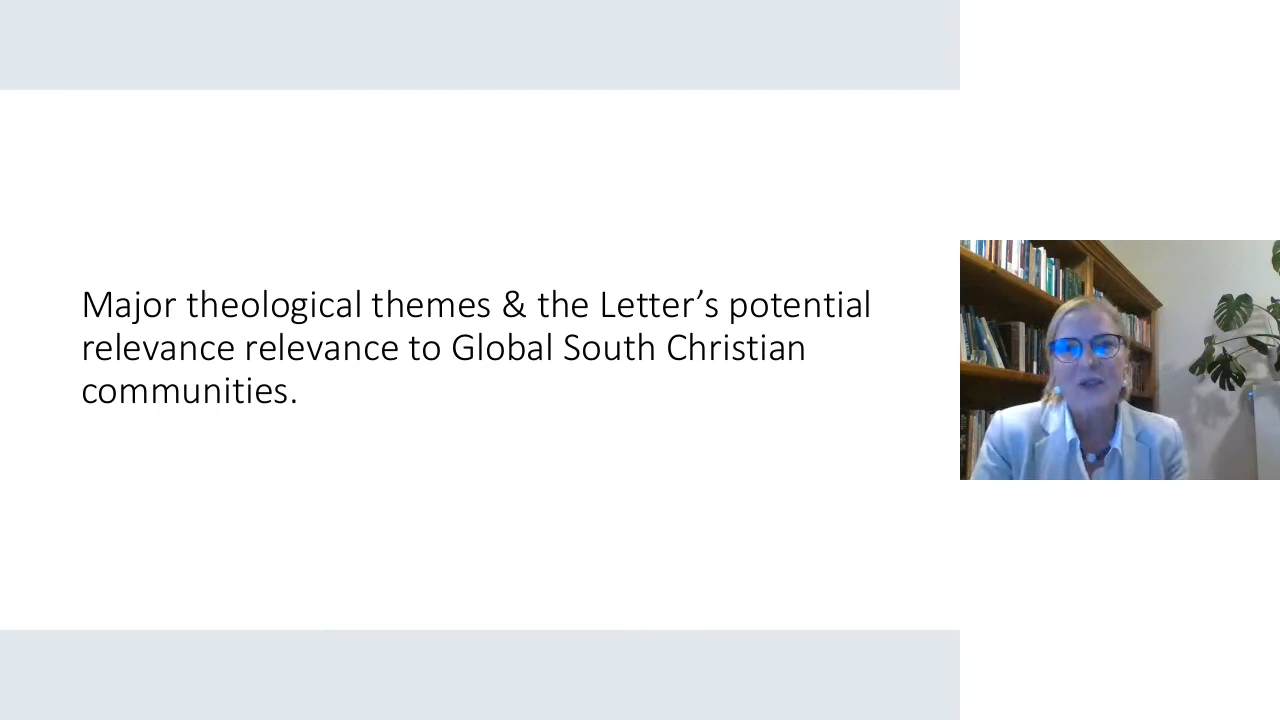 Major theological themes & the Letter’s potential
relevance relevance to Global South Christian
communities.